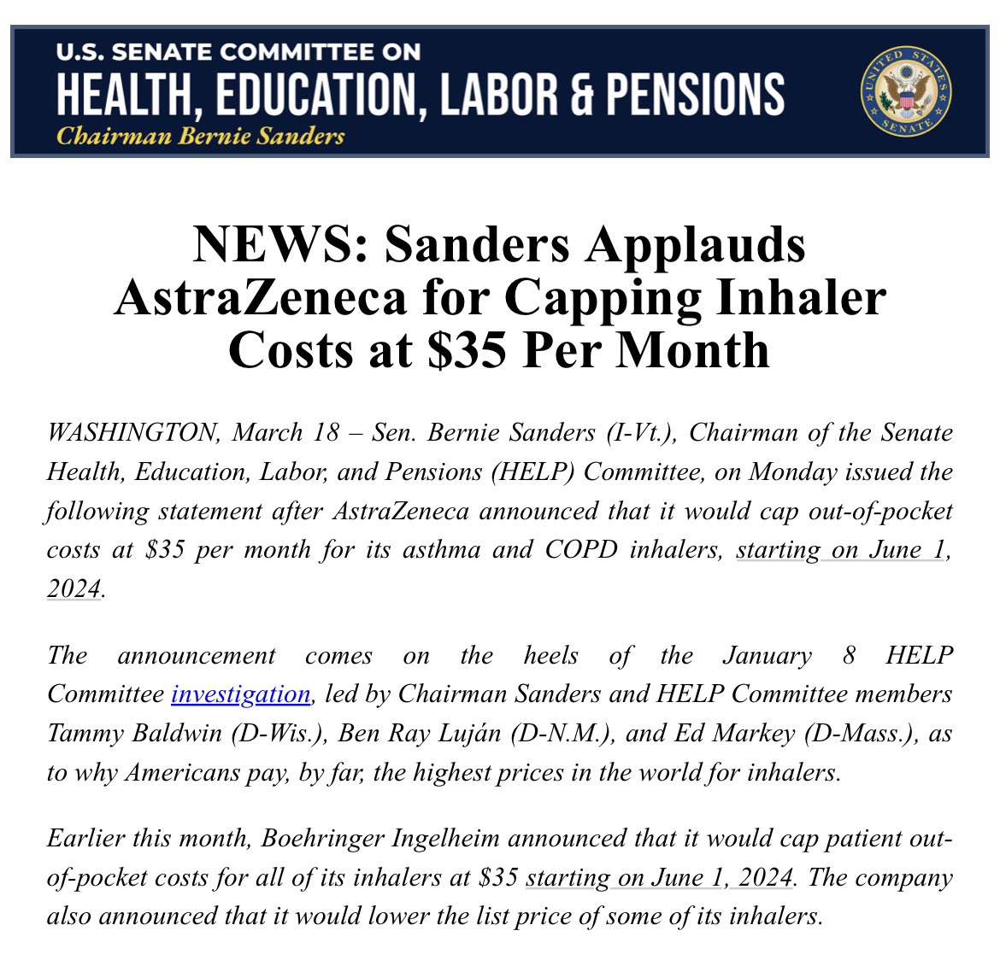 U.S. SENATE COMMITTEE ON
HEALTH, EDUCATION, LABOR & PENSIONS
Chairman Bernie Sanders
UNITED STATES
SENATE
NEWS: Sanders Applauds
AstraZeneca for Capping Inhaler
Costs at $35 Per Month
WASHINGTON, March 18 – Sen. Bernie Sanders (I-Vt.), Chairman of the Senate
Health, Education, Labor, and Pensions (HELP) Committee, on Monday issued the
following statement after AstraZeneca announced that it would cap out-of-pocket
costs at $35 per month for its asthma and COPD inhalers, starting on June 1,
2024.
The announcement comes on the heels of the January 8 HELP
Committee investigation, led by Chairman Sanders and HELP Committee members
Tammy Baldwin (D-Wis.), Ben Ray Luján (D-N.M.), and Ed Markey (D-Mass.), as
to why Americans pay, by far, the highest prices in the world for inhalers.
Earlier this month, Boehringer Ingelheim announced that it would cap patient out-
of-pocket costs for all of its inhalers at $35 starting on June 1, 2024. The company
also announced that it would lower the list price of some of its inhalers.